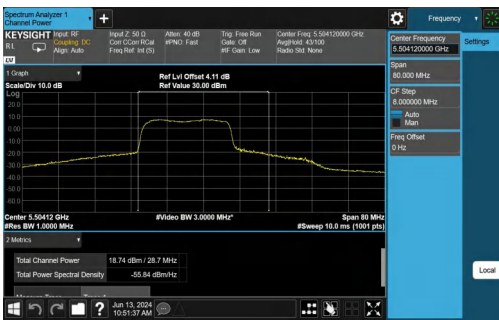 Spectrum Analyzer 1
Channel Power
+
Frequency
KEYSIGHT
RL
Input: RF
Coupling: DC
Align: Auto
Input Z: 50 Ω
Corr CCorr RCal
Freq Ref: Int (S)
Atten: 40 dB
#PNO: Fast
Trig: Free Run
Gate: Off
#IF Gain: Low
Center Freq: 5.504120000 GHz
Avg|Hold: 43/100
Radio Std: None
Center Frequency
5.504120000 GHz
Settings
Span
80.000 MHz
CF Step
8.000000 MHz
Auto
Man
Freq Offset
0 Hz
1 Graph
Scale/Div 10.0 dB
Ref Lvl Offset 4.11 dB
Ref Value 30.00 dBm
Log
20.0
10.0
0.00
-10.0
-20.0
-30.0
-40.0
-50.0
-60.0
Center 5.50412 GHz
#Res BW 1.0000 MHz
#Video BW 3.0000 MHz*
Span 80 MHz
#Sweep 10.0 ms (1001 pts)
2 Metrics
Total Channel Power 18.74 dBm / 28.7 MHz
Total Power Spectral Density -55.84 dBm/Hz
Local
?
Jun 13, 2024
10:51:37 AM